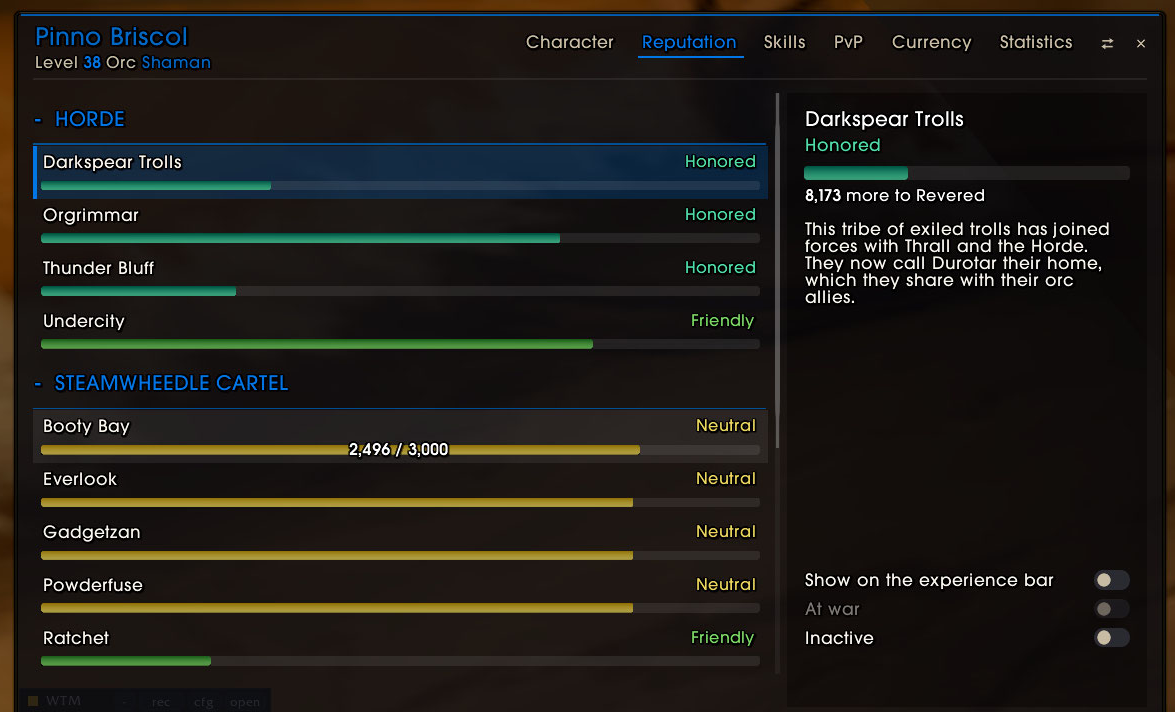 Pinno Briscol
Level 38 Orc Shaman
Character Reputation Skills PvP Currency Statistics ⇄ ×
- HORDE
Darkspear Trolls Honored
Orgrimmar Honored
Thunder Bluff Honored
Undercity Friendly
- STEAMWHEEDLE CARTEL
Booty Bay Neutral
2,496 / 3,000
Everlook Neutral
Gadgetzan Neutral
Powderfuse Neutral
Ratchet Friendly
Darkspear Trolls
Honored
8,173 more to Revered
This tribe of exiled trolls has joined
forces with Thrall and the Horde.
They now call Durotar their home,
which they share with their orc
allies.
Show on the experience bar
At war
Inactive
WTM - rec cfg open